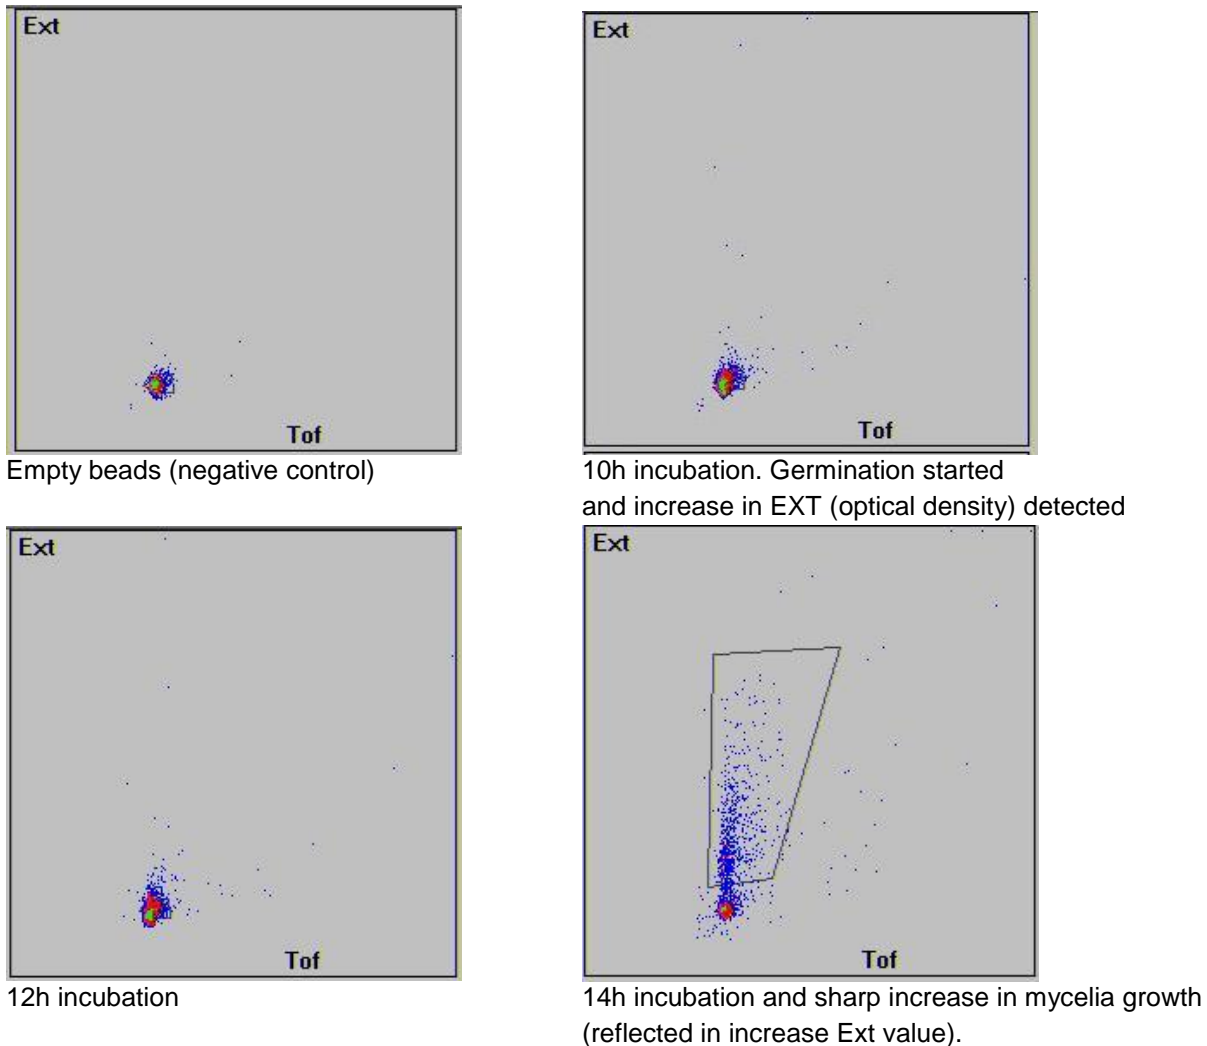 Ext
Tof
Empty beads (negative control)
Ext
Tof
10h incubation. Germination started
and increase in EXT (optical density) detected
Ext
Tof
12h incubation
Ext
Tof
14h incubation and sharp increase in mycelia growth
(reflected in increase Ext value).